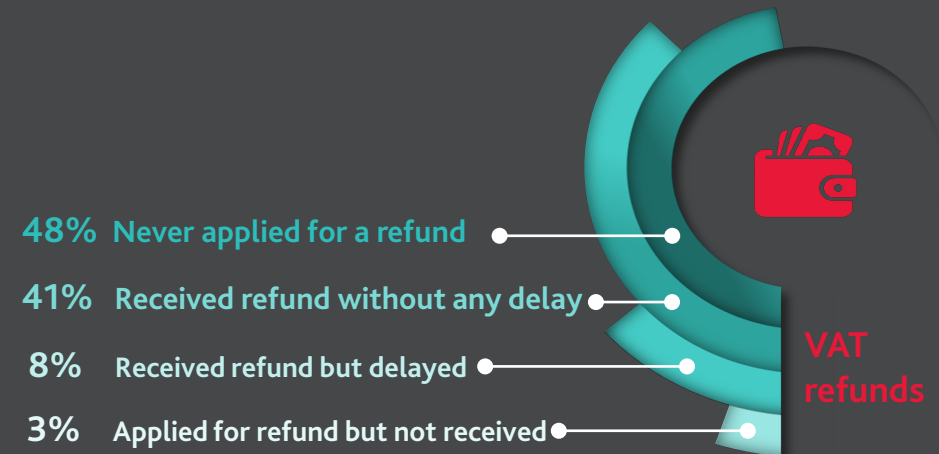 48% Never applied for a refund
41% Received refund without any delay
8% Received refund but delayed
3% Applied for refund but not received
VAT
refunds